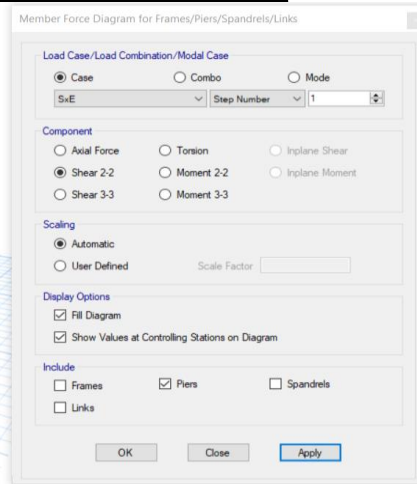 Member Force Diagram for Frames/Piers/Spandrels/Links
Load Case/Load Combination/Modal Case
Case Combo Mode
SxE Step Number 1
Component
Axial Force Torsion Inplane Shear
Shear 2-2 Moment 2-2 Inplane Moment
Shear 3-3 Moment 3-3
Scaling
Automatic
User Defined Scale Factor
Display Options
Fill Diagram
Show Values at Controlling Stations on Diagram
Include
Frames Piers Spandrels
Links
OK Close Apply